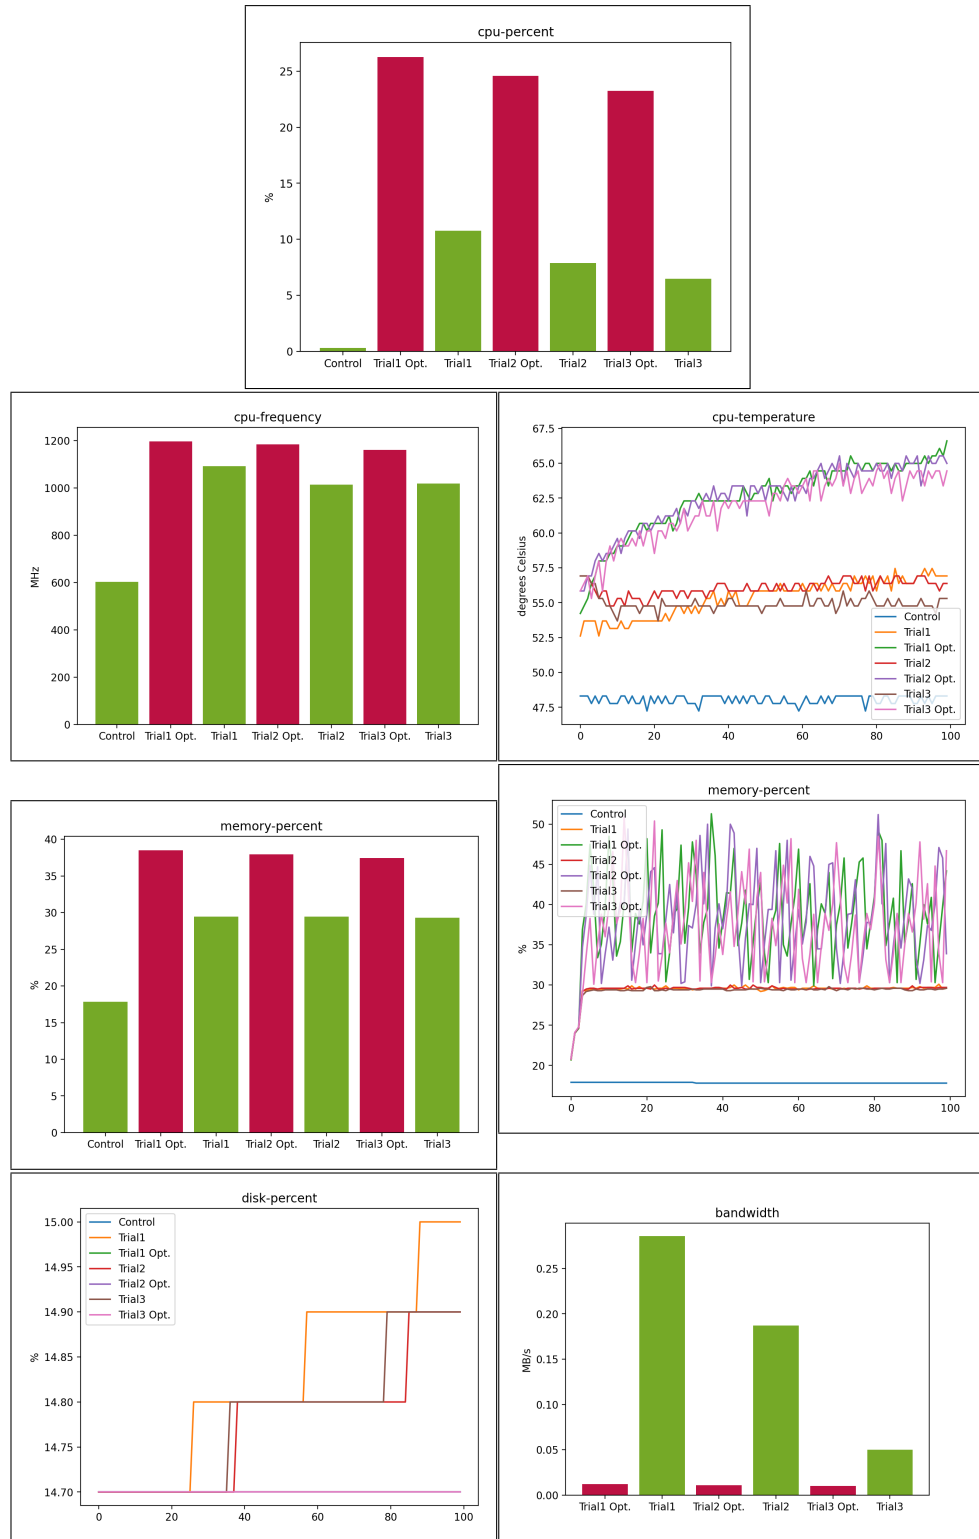 cpu-percent
25
20
15
10
5
0
%
Control Trial1 Opt. Trial1 Trial2 Opt. Trial2 Trial3 Opt. Trial3
cpu-frequency
1200
1000
800
600
400
200
0
MHz
Control Trial1 Opt. Trial1 Trial2 Opt. Trial2 Trial3 Opt. Trial3
cpu-temperature
67.5
65.0
62.5
60.0
57.5
55.0
52.5
50.0
47.5
degrees Celsius
Control
Trial1
Trial1 Opt.
Trial2
Trial2 Opt.
Trial3
Trial3 Opt.
0 20 40 60 80 100
memory-percent
40
35
30
25
20
15
10
5
0
%
Control Trial1 Opt. Trial1 Trial2 Opt. Trial2 Trial3 Opt. Trial3
memory-percent
50
45
40
35
30
25
20
%
Control
Trial1
Trial1 Opt.
Trial2
Trial2 Opt.
Trial3
Trial3 Opt.
0 20 40 60 80 100
disk-percent
15.00
14.95
14.90
14.85
14.80
14.75
14.70
%
Control
Trial1
Trial1 Opt.
Trial2
Trial2 Opt.
Trial3
Trial3 Opt.
0 20 40 60 80 100
bandwidth
0.25
0.20
0.15
0.10
0.05
0.00
MB/s
Trial1 Opt. Trial1 Trial2 Opt. Trial2 Trial3 Opt. Trial3